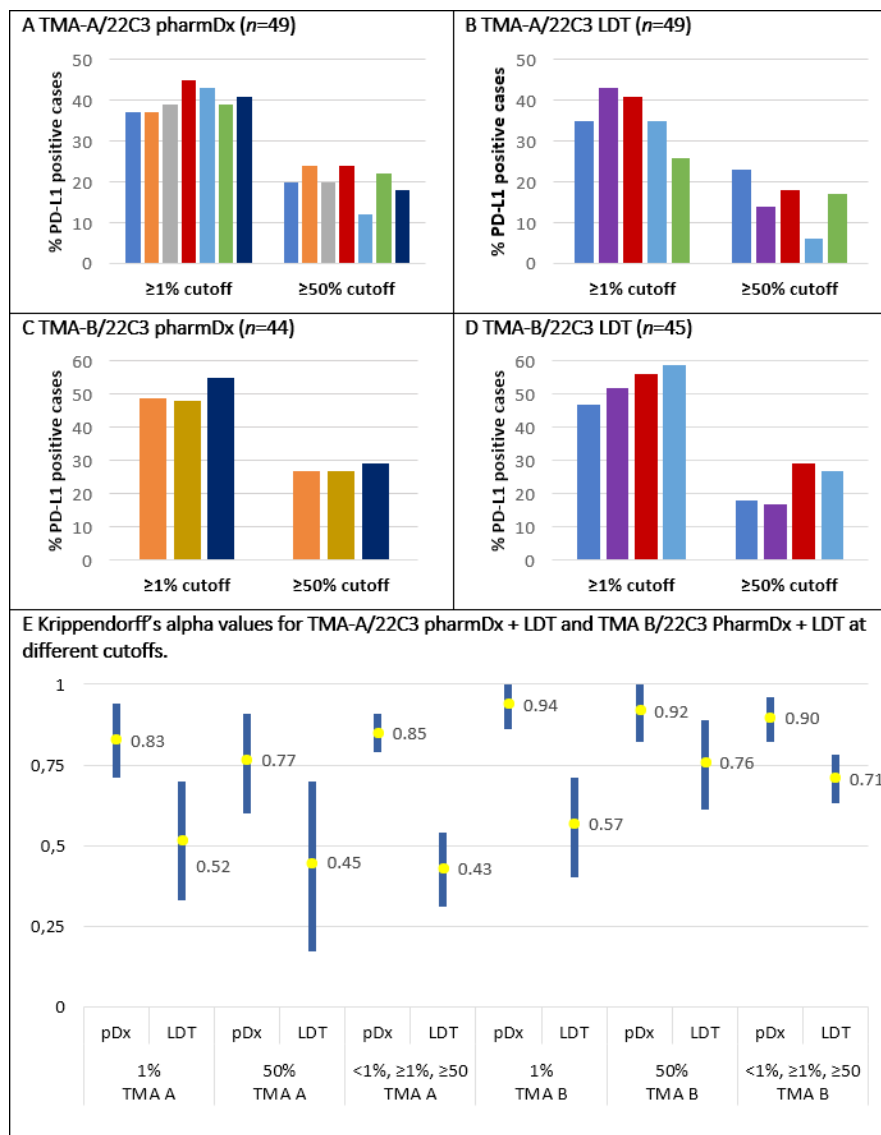 A TMA-A/22C3 pharmDx (n=49)
% PD-L1 positive cases
50
40
30
20
10
0
≥1% cutoff ≥50% cutoff
B TMA-A/22C3 LDT (n=49)
% PD-L1 positive cases
50
40
30
20
10
0
≥1% cutoff ≥50% cutoff
C TMA-B/22C3 pharmDx (n=44)
% PD-L1 positive cases
60
50
40
30
20
10
0
≥1% cutoff ≥50% cutoff
D TMA-B/22C3 LDT (n=45)
% PD-L1 positive cases
60
50
40
30
20
10
0
≥1% cutoff ≥50% cutoff
E Krippendorff’s alpha values for TMA-A/22C3 pharmDx + LDT and TMA B/22C3 PharmDx + LDT at
different cutoffs.
1
0,75
0,5
0,25
0
0.83
0.52
0.77
0.45
0.85
0.43
0.94
0.57
0.92
0.76
0.90
0.71
pDx LDT pDx LDT pDx LDT pDx LDT pDx LDT pDx LDT
1% 50% <1%, ≥1%, ≥50 1% 50% <1%, ≥1%, ≥50
TMA A TMA A TMA A TMA B TMA B TMA B